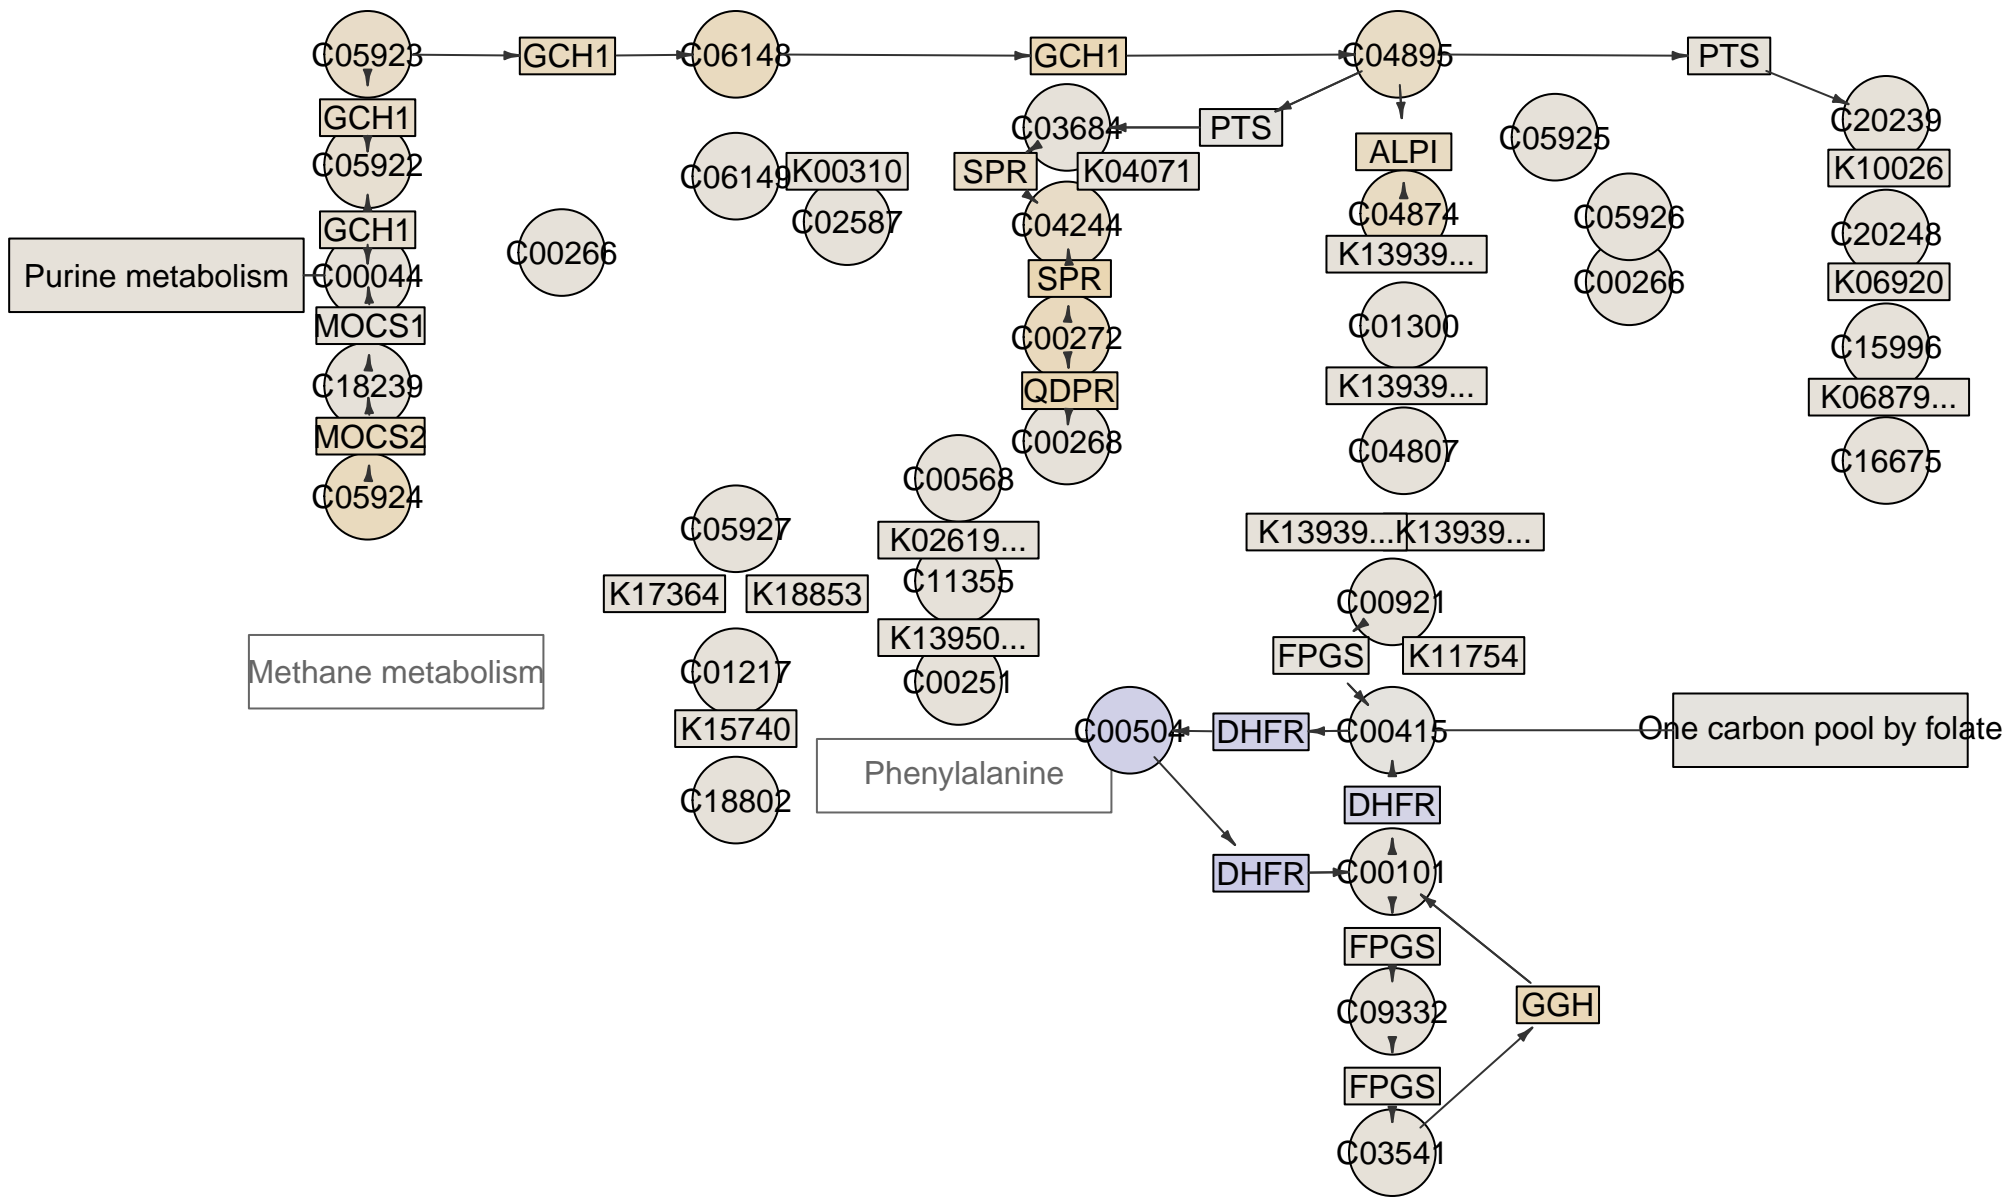 C05923
GCH1
C06148
GCH1
C04895
PTS
GCH1
C03684
PTS
C20239
C05922
C06149
K00310
SPR
K04071
ALPI
C05925
K10026
GCH1
C02587
C04244
C04874
C05926
C20248
Purine metabolism
C00044
C00266
SPR
K13939...
C00266
K06920
MOCS1
C00272
C01300
C15996
C18239
QDPR
K13939...
K06879...
MOCS2
C00268
C04807
C16675
C05924
C00568
C05927
K02619...
K13939...
K13939...
K17364
K18853
C11355
C00921
Methane metabolism
C01217
K13950...
FPGS
K11754
C00251
K15740
C00504
DHFR
C00415
One carbon pool by folate
Phenylalanine
C18802
DHFR
DHFR
C00101
FPGS
C09332
GGH
FPGS
C03541